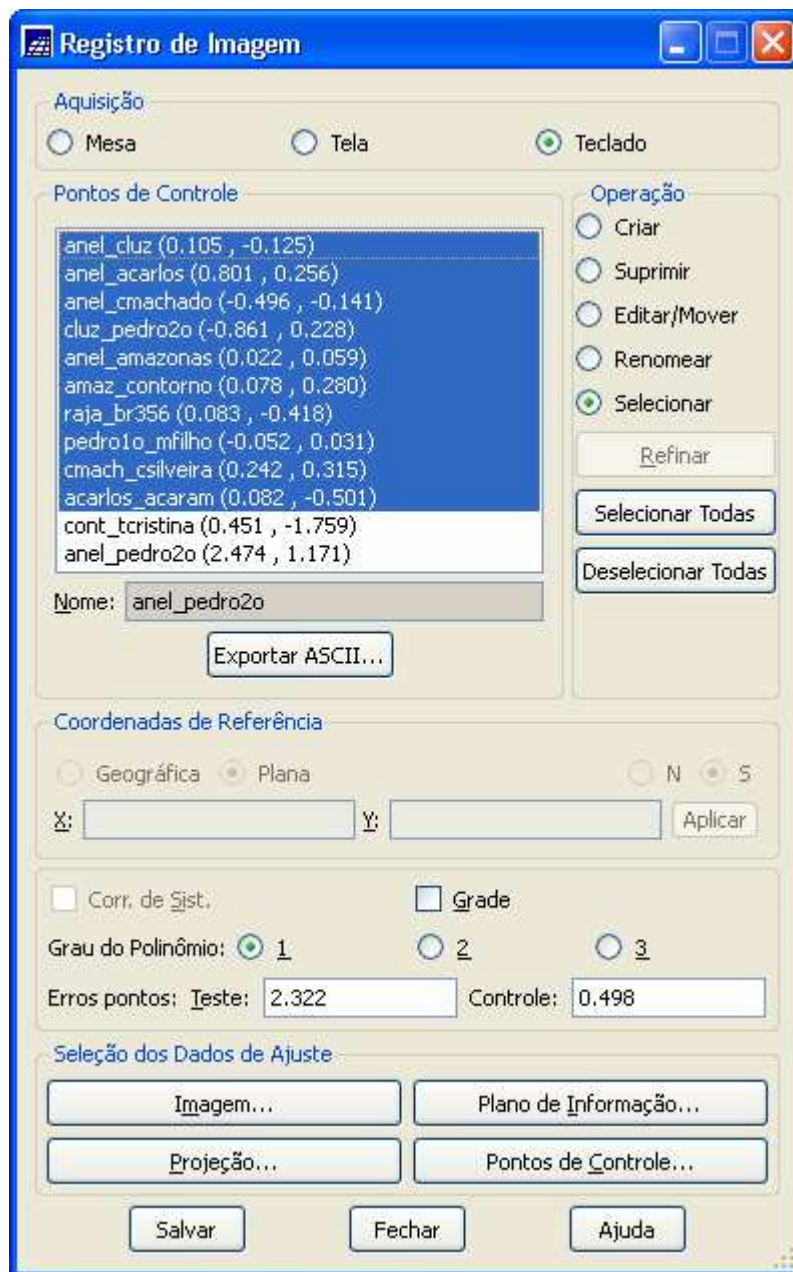 Registro de Imagem
Aquisição
Mesa Tela Teclado
Pontos de Controle
anel_cluz (0.105 , -0.125)
anel_acarlos (0.801 , 0.256)
anel_cmachado (-0.496 , -0.141)
cluz_pedro2o (-0.861 , 0.228)
anel_amazonas (0.022 , 0.059)
amaz_contorno (0.078 , 0.280)
raja_br356 (0.083 , -0.418)
pedro1o_mfilho (-0.052 , 0.031)
cmach_csilveira (0.242 , 0.315)
acarlos_acaram (0.082 , -0.501)
cont_tcristina (0.451 , -1.759)
anel_pedro2o (2.474 , 1.171)
Nome: anel_pedro2o
Exportar ASCII...
Operação
Criar
Suprimir
Editar/Mover
Renomear
Selecionar
Refinar
Selecionar Todas
Deselecionar Todas
Coordenadas de Referência
Geográfica Plana N S
X: Y: Aplicar
Corr. de Sist. Grade
Grau do Polinômio: 1 2 3
Erros pontos: Teste: 2.322 Controle: 0.498
Seleção dos Dados de Ajuste
Imagem... Plano de Informação...
Projeção... Pontos de Controle...
Salvar Fechar Ajuda